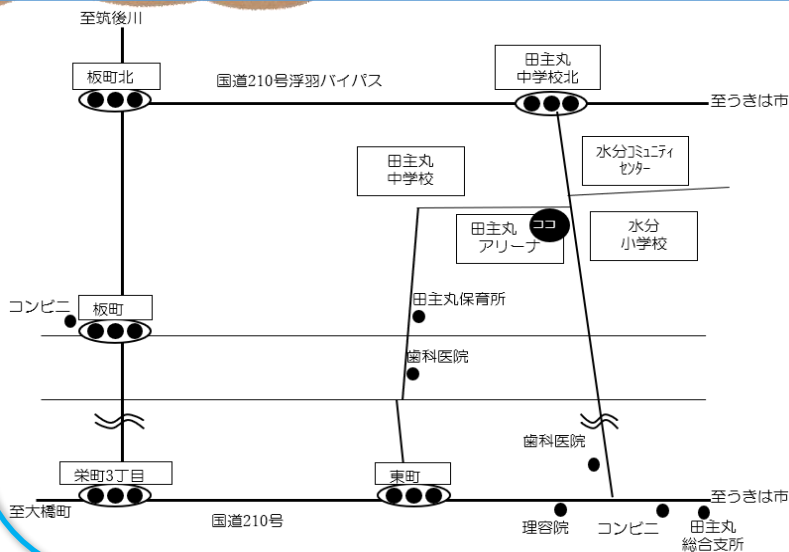 至筑後川
板町北
国道210号浮羽バイパス
田主丸
中学校北
至うきは市
田主丸
中学校
水分コミュニティ
センター
田主丸
アリーナ
ココ
水分
小学校
コンビニ
板町
田主丸保育所
歯科医院
歯科医院
栄町3丁目
東町
至うきは市
至大橋町
国道210号
理容院
コンビニ
田主丸
総合支所